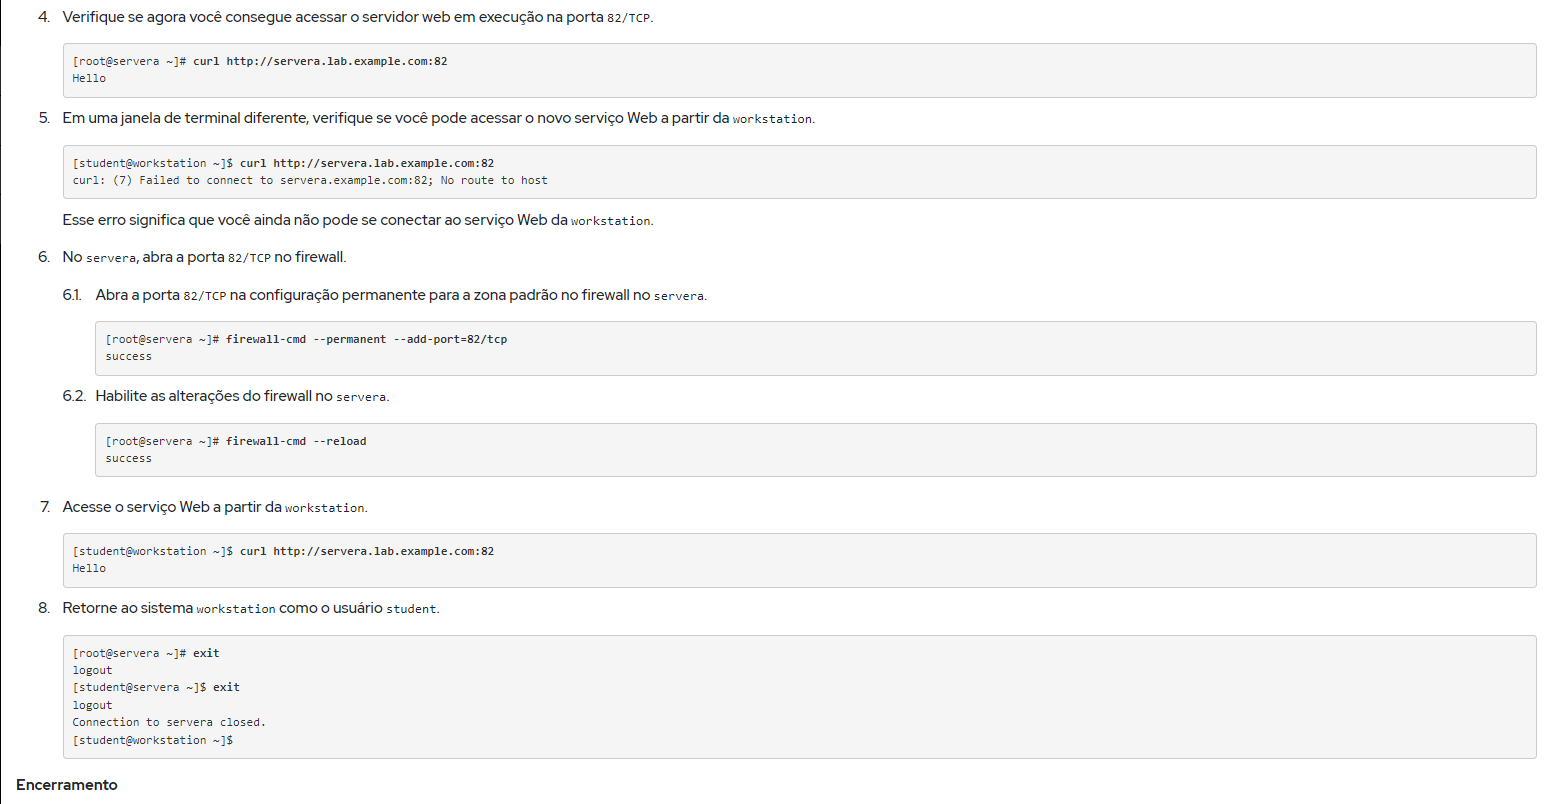 4. Verifique se agora você consegue acessar o servidor web em execução na porta 82/TCP.
[root@servera ~]# curl http://servera.lab.example.com:82
Hello
5. Em uma janela de terminal diferente, verifique se você pode acessar o novo serviço Web a partir da workstation.
[student@workstation ~]$ curl http://servera.lab.example.com:82
curl: (7) Failed to connect to servera.example.com:82; No route to host
Esse erro significa que você ainda não pode se conectar ao serviço Web da workstation.
6. No servera, abra a porta 82/TCP no firewall.
6.1. Abra a porta 82/TCP na configuração permanente para a zona padrão no firewall no servera.
[root@servera ~]# firewall-cmd --permanent --add-port=82/tcp
success
6.2. Habilite as alterações do firewall no servera.
[root@servera ~]# firewall-cmd --reload
success
7. Acesse o serviço Web a partir da workstation.
[student@workstation ~]$ curl http://servera.lab.example.com:82
Hello
8. Retorne ao sistema workstation como o usuário student.
[root@servera ~]# exit
logout
[student@servera ~]$ exit
logout
Connection to servera closed.
[student@workstation ~]$
Encerramento